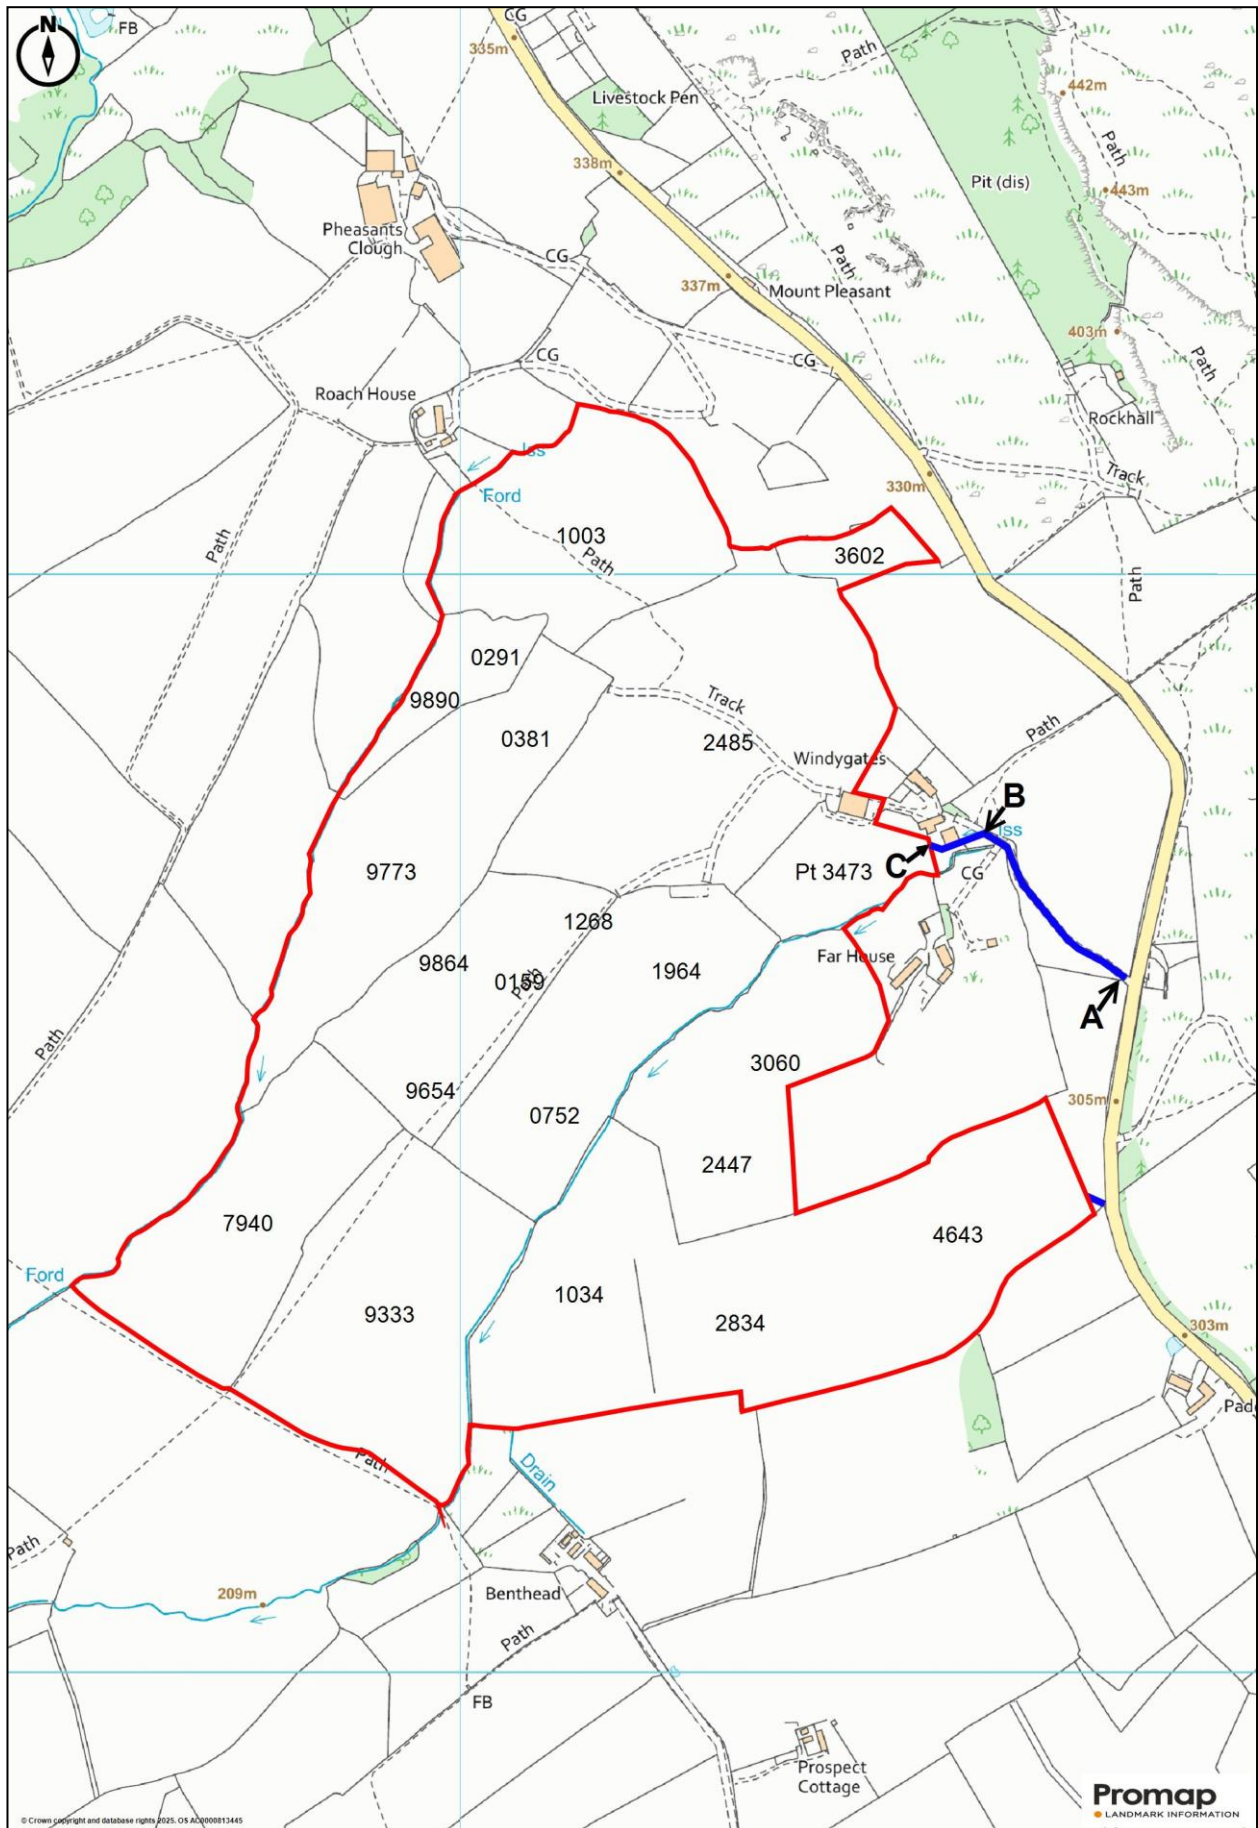 N
FB
CG
335m
Path
442m
Livestock Pen
Path
338m
443m
Pit (dis)
Pheasants
Clough
CG
Path
337m
Mount Pleasant
403m
CG
CG
Path
Roach House
Rockhall
Iss
Track
330m
Ford
1003
Path
3602
Path
Path
0291
9890
Track
Path
0381
2485
Windygates
B
Iss
C
9773
Pt 3473
CG
1268
Far House
9864
0159
Path
1964
A
Path
3060
9654
0752
305m
2447
7940
4643
Ford
1034
9333
2834
303m
Path
Drain
Path
209m
Benthead
Path
FB
Prospect
Cottage
Promap
LANDMARK INFORMATION
© Crown copyright and database rights 2025. OS AC0000813445